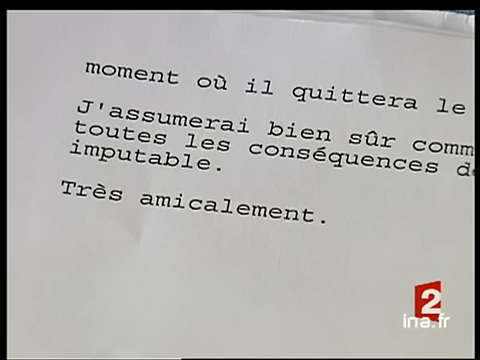 moment où il quittera le
J'assumerai bien sûr comm
toutes les conséquences d
imputable.
Très amicalement.
2
ina.fr